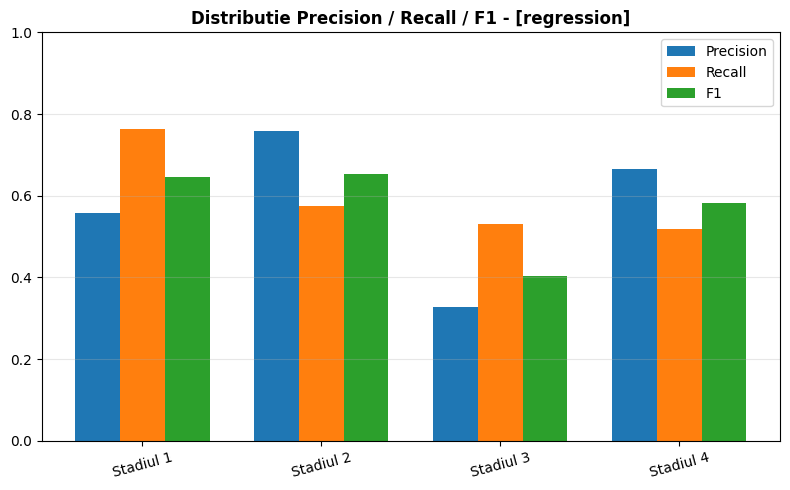 Distributie Precision / Recall / F1 - [regression]
1.0
0.8
0.6
0.4
0.2
0.0
Precision
Recall
F1
Stadiul 1
Stadiul 2
Stadiul 3
Stadiul 4